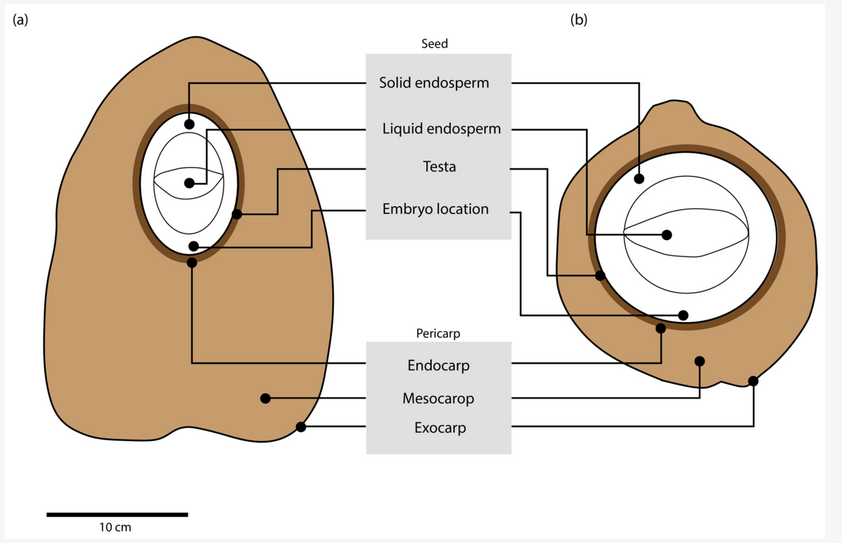 (a)
(b)
Seed
Solid endosperm
Liquid endosperm
Testa
Embryo location
Pericarp
Endocarp
Mesocarop
Exocarp
10 cm